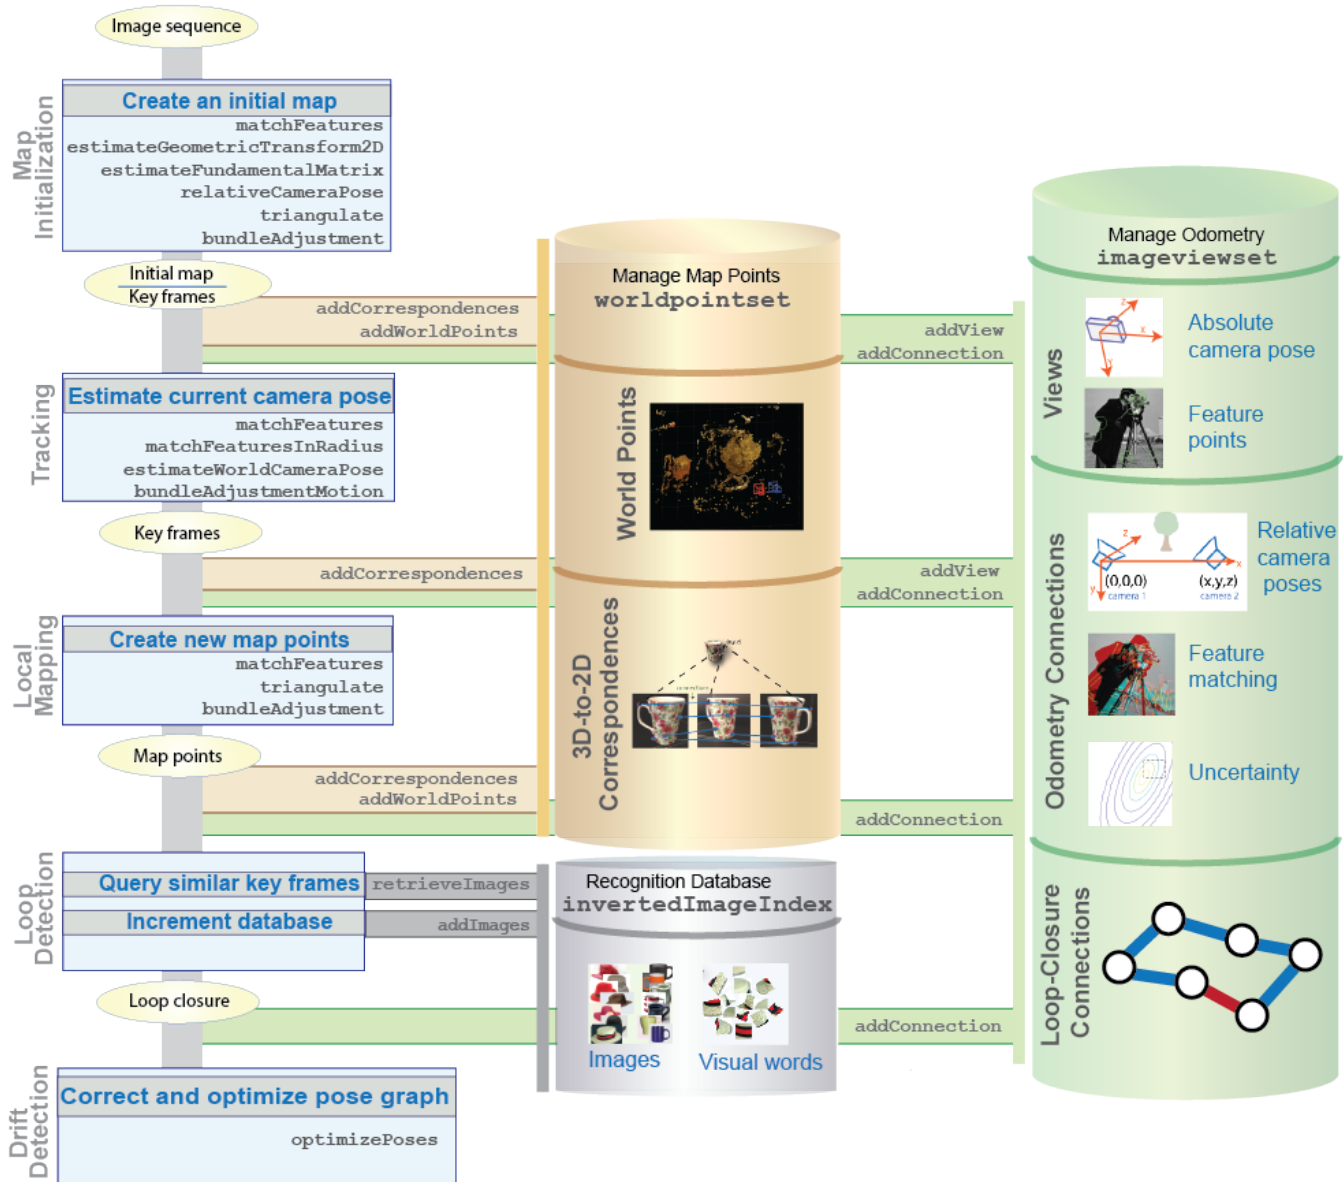 Image sequence
Map
Initialization
Create an initial map
matchFeatures
estimateGeometricTransform2D
estimateFundamentalMatrix
relativeCameraPose
triangulate
bundleAdjustment
Initial map
Key frames
addCorrespondences
addWorldPoints
addView
addConnection
Tracking
Estimate current camera pose
matchFeatures
matchFeaturesInRadius
estimateWorldCameraPose
bundleAdjustmentMotion
Key frames
addCorrespondences
addView
addConnection
Local
Mapping
Create new map points
matchFeatures
triangulate
bundleAdjustment
Map points
addCorrespondences
addWorldPoints
addConnection
Loop
Detection
Query similar key frames
retrieveImages
Increment database
addImages
Loop closure
addConnection
Drift
Detection
Correct and optimize pose graph
optimizePoses
Manage Map Points
worldpointset
World Points
3D-to-2D
Correspondences
Recognition Database
invertedImageIndex
Images
Visual words
Manage Odometry
imageviewset
Views
z
x
y
Absolute
camera pose
Feature
points
Odometry Connections
z
x
y
(0,0,0)
(x,y,z)
camera 1
camera 2
Relative
camera
poses
Feature
matching
Uncertainty
Loop-Closure
Connections